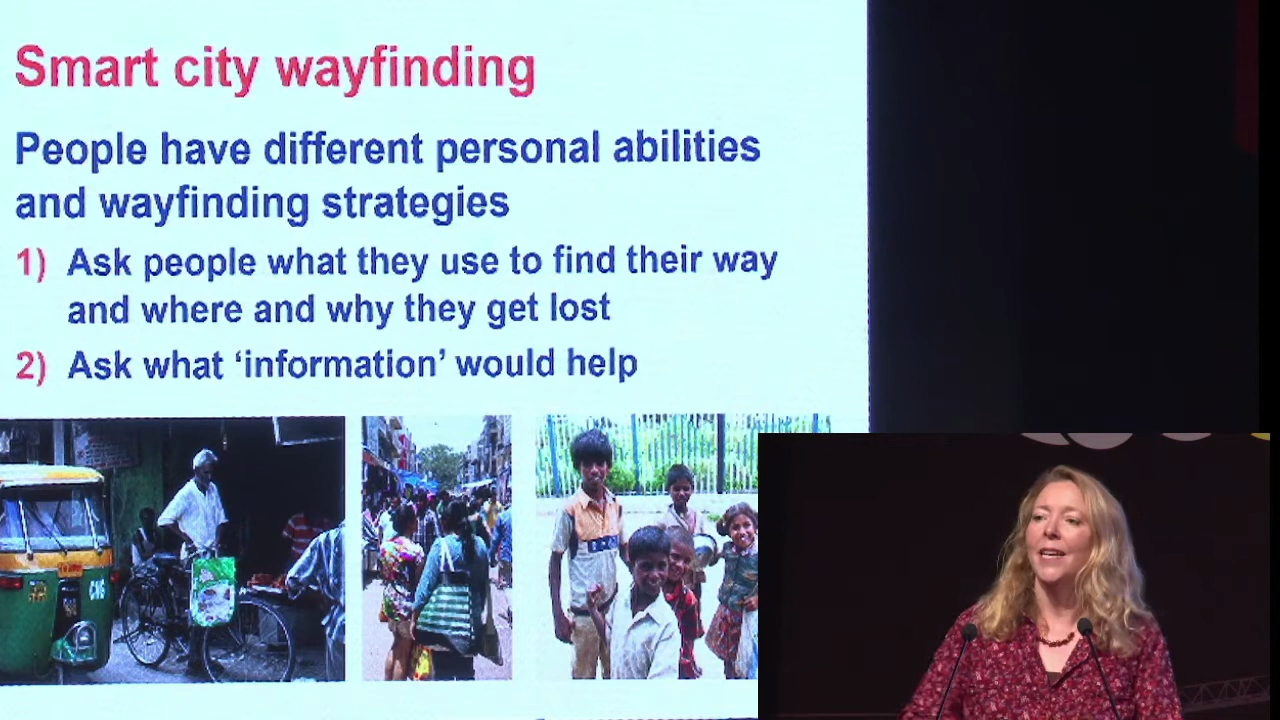 Smart city wayfinding
People have different personal abilities
and wayfinding strategies
1) Ask people what they use to find their way
and where and why they get lost
2) Ask what ‘information’ would help
CNG